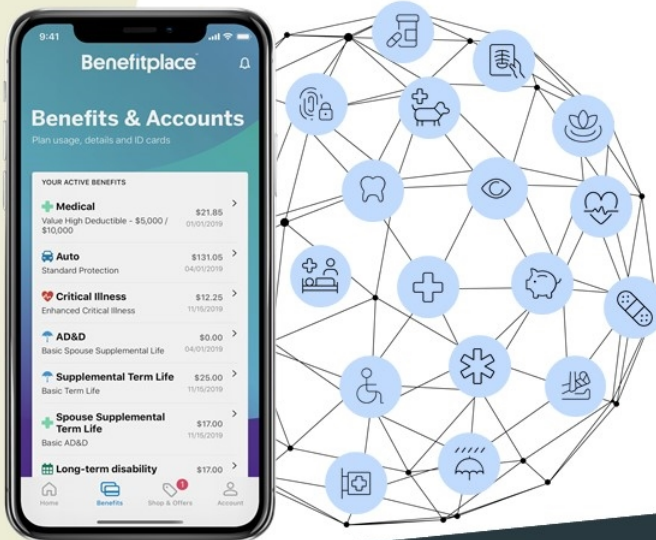 9:41
Benefitplace
Benefits & Accounts
Plan usage, details and ID cards
YOUR ACTIVE BENEFITS
Medical $21.85
Value High Deductible - $5,000 / 01/01/2019
$10,000
Auto $131.05
Standard Protection 04/01/2019
Critical Illness $12.25
Enhanced Critical Illness 11/15/2019
AD&D $0.00
Basic Spouse Supplemental Life 04/01/2019
Supplemental Term Life $25.00
Basic Term Life 11/15/2019
Spouse Supplemental $17.00
Term Life 11/15/2019
Basic AD&D
Long-term disability $17.00
1
Home Benefits Shop & Offers Account